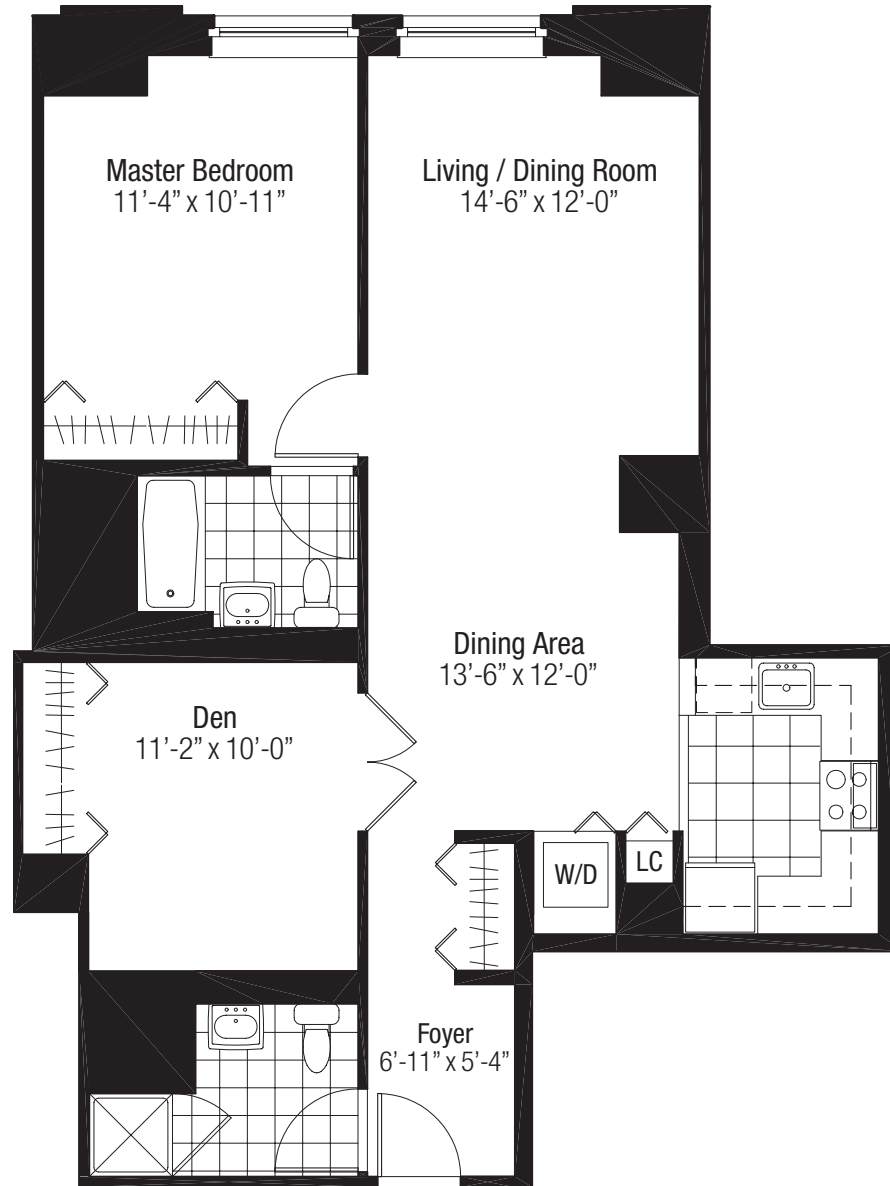 Master Bedroom
11’-4” x 10’-11”
Living / Dining Room
14’-6” x 12’-0”
Dining Area
13’-6” x 12’-0”
Den
11’-2” x 10’-0”
W/D
LC
Foyer
6’-11” x 5’-4”